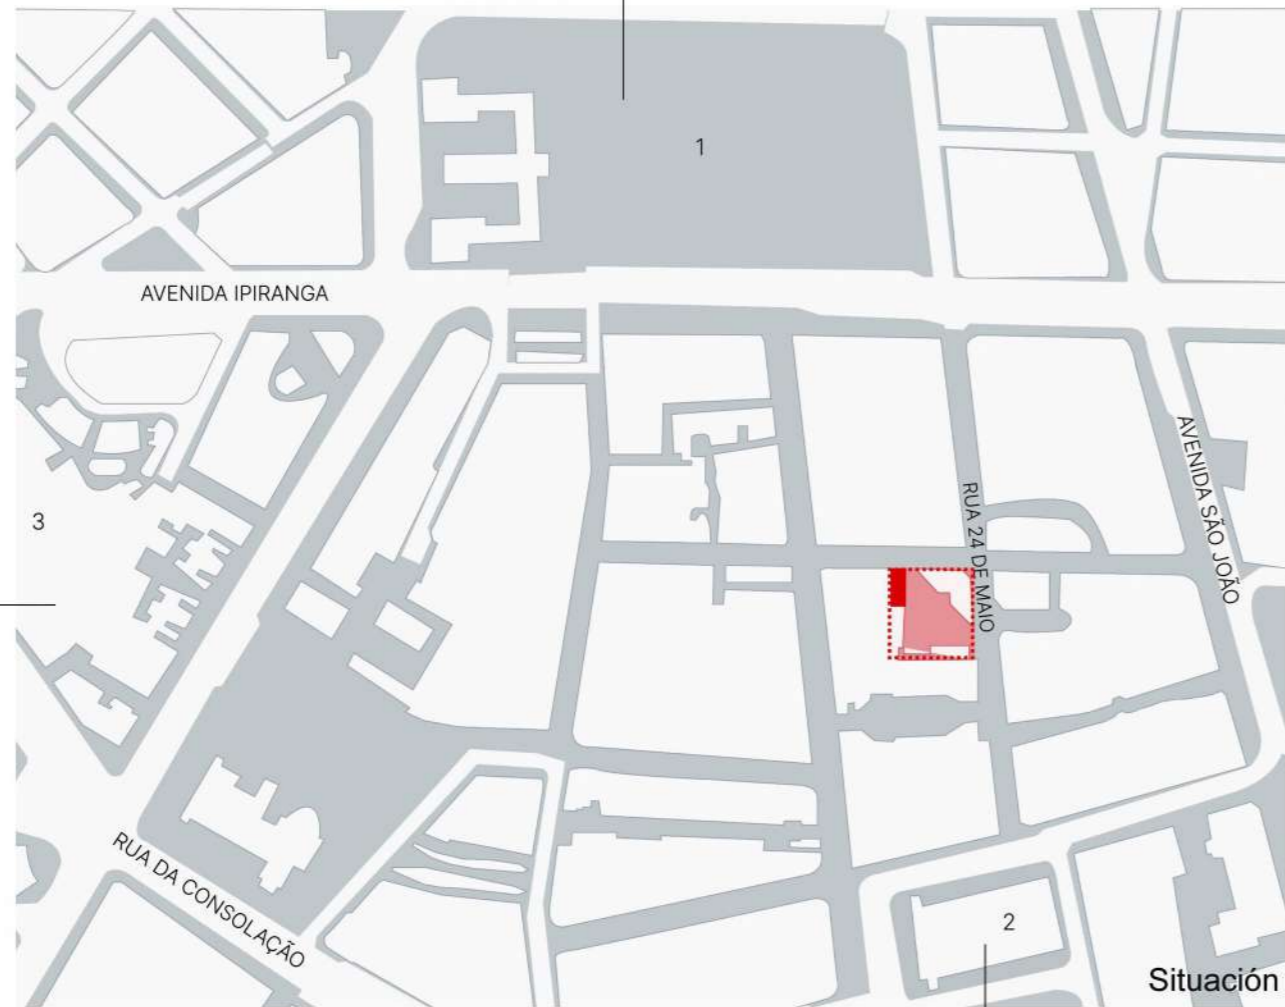 1
AVENIDA IPIRANGA
AVENIDA SÃO JOÃO
3
RUA 24 DE MAIO
RUA DA CONSOLAÇÃO
2
Situación